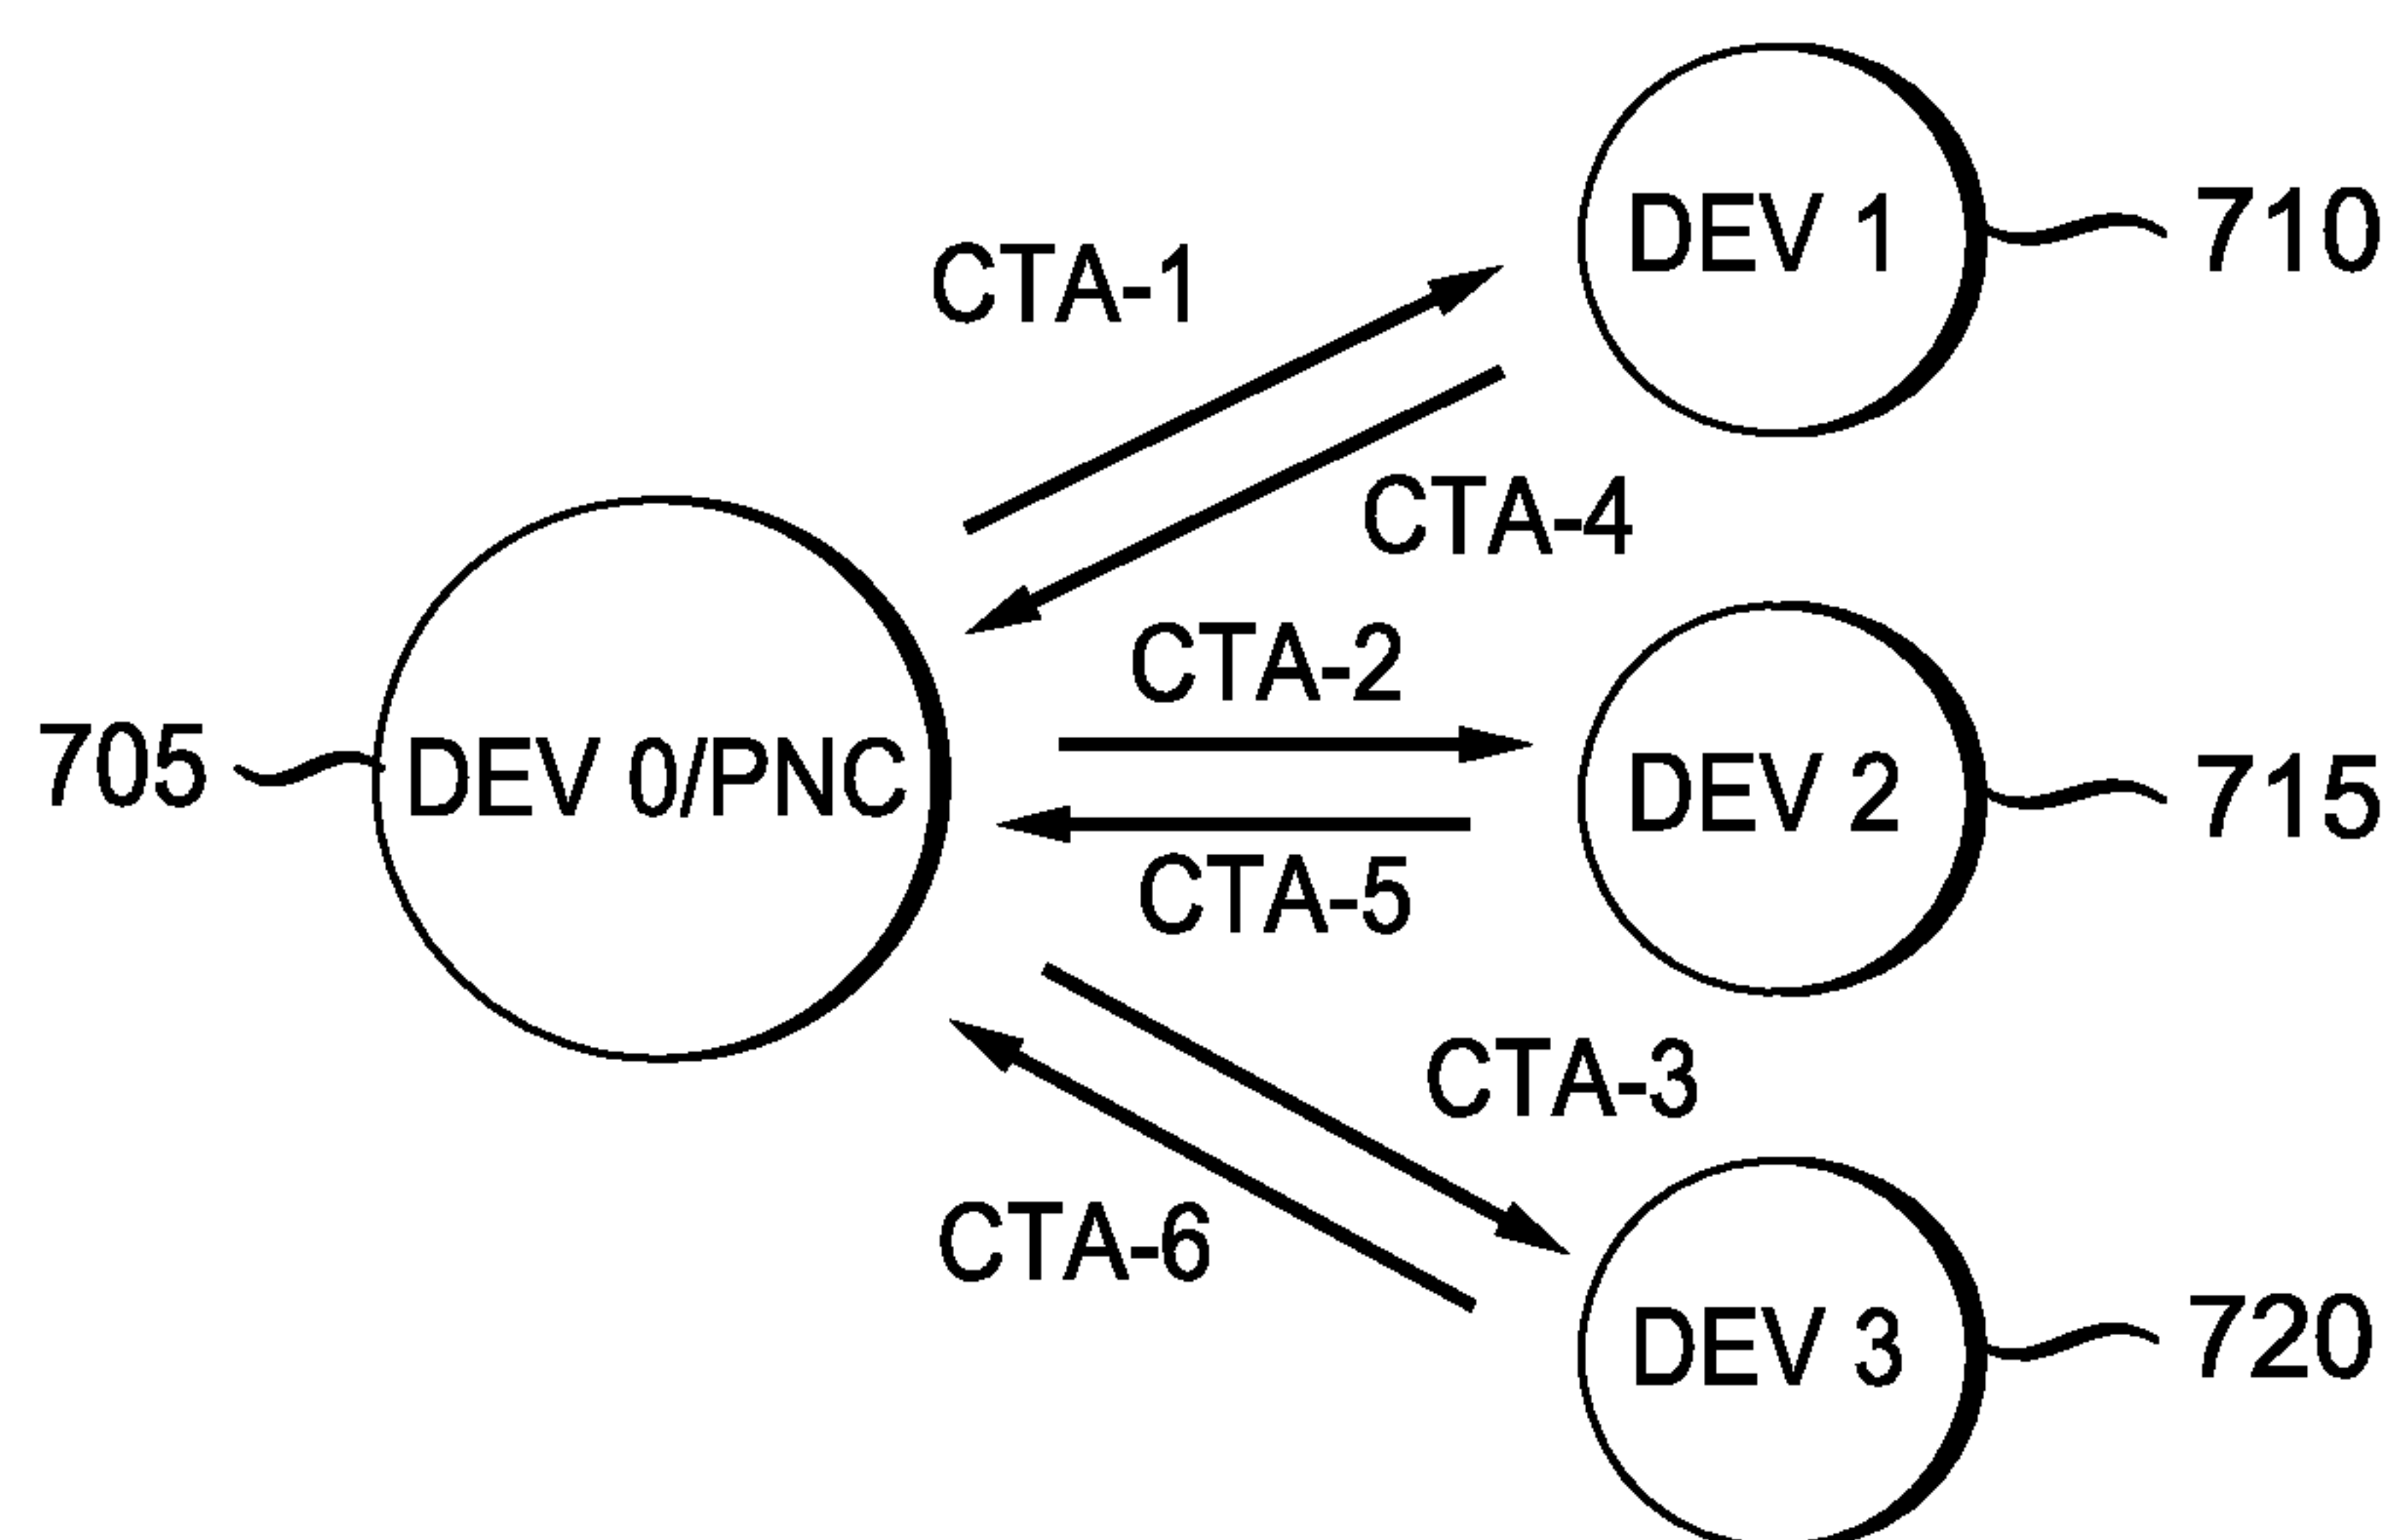 DEV 1
710
CTA-1
CTA-4
CTA-2
705
DEV 0/PNC
DEV 2
715
CTA-5
CTA-3
CTA-6
DEV 3
720